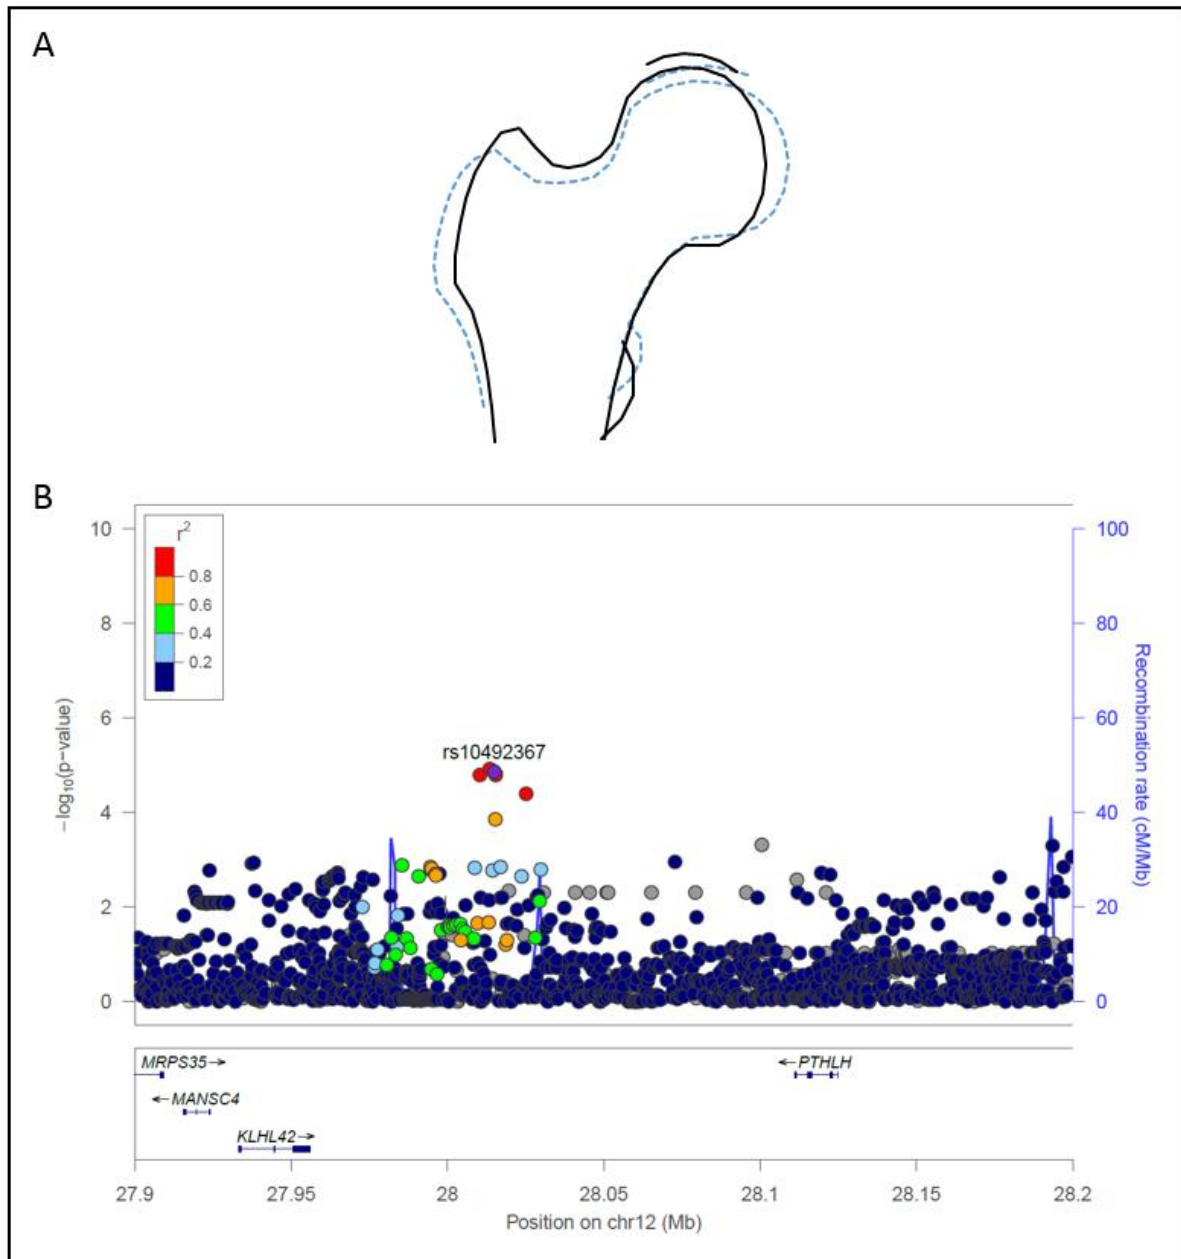 A
B
r2
0.8
0.6
0.4
0.2
10
8
6
4
2
0
−log10(p−value)
rs10492367
100
80
60
40
20
0
Recombination rate (cM/Mb)
MRPS35→
←MANSC4
KLHL42→
←PTHLH
27.9 27.95 28 28.05 28.1 28.15 28.2
Position on chr12 (Mb)